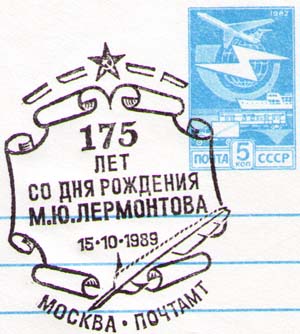 175
ЛЕТ
СО ДНЯ РОЖДЕНИЯ
М.Ю.ЛЕРМОНТОВА
15·10·1989
МОСКВА · ПОЧТАМТ
1982
ПОЧТА 5 КОП СССР